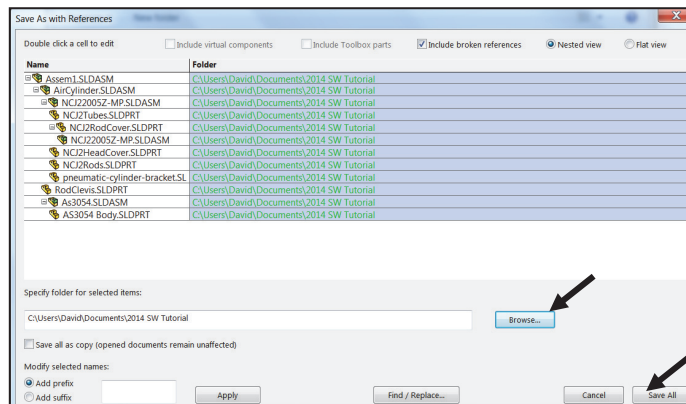 Save As with References
Double click a cell to edit Include virtual components Include Toolbox parts Include broken references Nested view Flat view
Name Folder
Assem1.SLDASM C:\Users\David\Documents\2014 SW Tutorial
AirCylinder.SLDASM C:\Users\David\Documents\2014 SW Tutorial
NCJ22005Z-MP.SLDASM C:\Users\David\Documents\2014 SW Tutorial
NCJ2Tubes.SLDPRT C:\Users\David\Documents\2014 SW Tutorial
NCJ2RodCover.SLDPRT C:\Users\David\Documents\2014 SW Tutorial
NCJ22005Z-MP.SLDASM C:\Users\David\Documents\2014 SW Tutorial
NCJ2HeadCover.SLDPRT C:\Users\David\Documents\2014 SW Tutorial
NCJ2Rods.SLDPRT C:\Users\David\Documents\2014 SW Tutorial
pneumatic-cylinder-bracket.SL C:\Users\David\Documents\2014 SW Tutorial
RodClevis.SLDPRT C:\Users\David\Documents\2014 SW Tutorial
As3054.SLDASM C:\Users\David\Documents\2014 SW Tutorial
AS3054 Body.SLDPRT C:\Users\David\Documents\2014 SW Tutorial
Specify folder for selected items:
C:\Users\David\Documents\2014 SW Tutorial Browse...
Save all as copy (opened documents remain unaffected)
Modify selected names:
Add prefix
Add suffix Apply Find / Replace... Cancel Save All